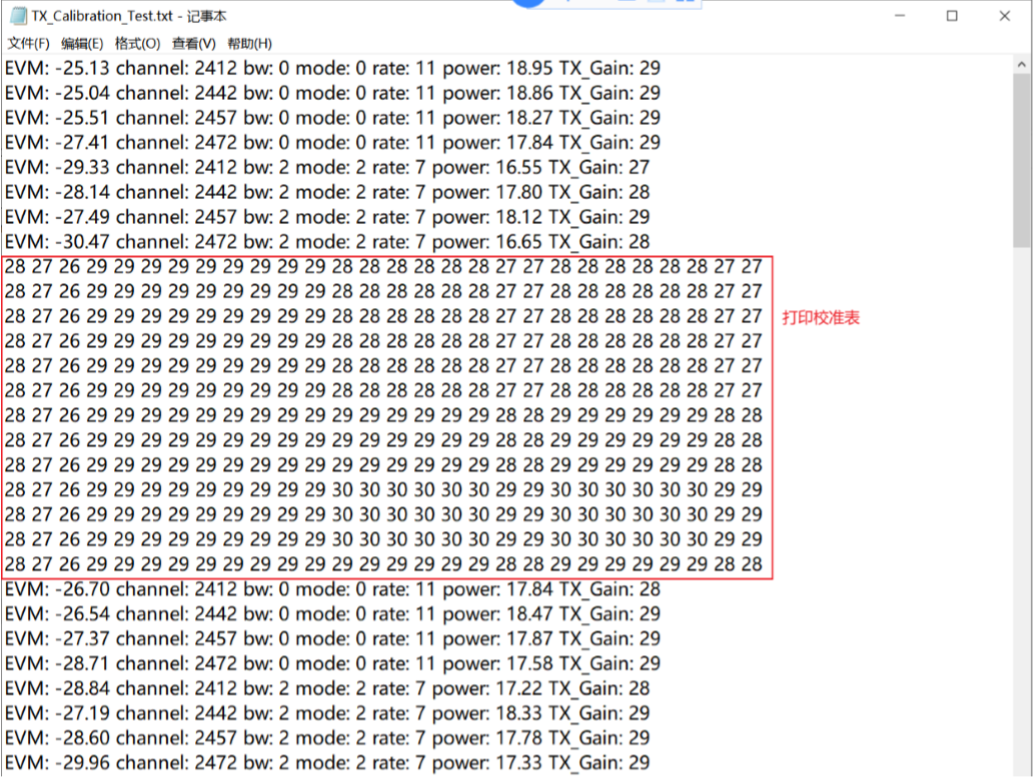 TX_Calibration_Test.txt - 记事本
文件(F) 编辑(E) 格式(O) 查看(V) 帮助(H)
EVM: -25.13 channel: 2412 bw: 0 mode: 0 rate: 11 power: 18.95 TX_Gain: 29
EVM: -25.04 channel: 2442 bw: 0 mode: 0 rate: 11 power: 18.86 TX_Gain: 29
EVM: -25.51 channel: 2457 bw: 0 mode: 0 rate: 11 power: 18.27 TX_Gain: 29
EVM: -27.41 channel: 2472 bw: 0 mode: 0 rate: 11 power: 17.84 TX_Gain: 29
EVM: -29.33 channel: 2412 bw: 2 mode: 2 rate: 7 power: 16.55 TX_Gain: 27
EVM: -28.14 channel: 2442 bw: 2 mode: 2 rate: 7 power: 17.80 TX_Gain: 28
EVM: -27.49 channel: 2457 bw: 2 mode: 2 rate: 7 power: 18.12 TX_Gain: 29
EVM: -30.47 channel: 2472 bw: 2 mode: 2 rate: 7 power: 16.65 TX_Gain: 28
28 27 26 29 29 29 29 29 29 29 29 29 28 28 28 28 28 28 27 27 28 28 28 28 28 28 27 27
28 27 26 29 29 29 29 29 29 29 29 29 28 28 28 28 28 28 27 27 28 28 28 28 28 28 27 27
28 27 26 29 29 29 29 29 29 29 29 29 28 28 28 28 28 28 27 27 28 28 28 28 28 28 27 27
打印校准表
28 27 26 29 29 29 29 29 29 29 29 29 28 28 28 28 28 28 27 27 28 28 28 28 28 28 27 27
28 27 26 29 29 29 29 29 29 29 29 29 28 28 28 28 28 28 27 27 28 28 28 28 28 28 27 27
28 27 26 29 29 29 29 29 29 29 29 29 28 28 28 28 28 28 27 27 28 28 28 28 28 28 27 27
28 27 26 29 29 29 29 29 29 29 29 29 29 29 29 29 29 29 28 28 29 29 29 29 29 29 28 28
28 27 26 29 29 29 29 29 29 29 29 29 29 29 29 29 29 29 28 28 29 29 29 29 29 29 28 28
28 27 26 29 29 29 29 29 29 29 29 29 29 29 29 29 29 29 28 28 29 29 29 29 29 29 28 28
28 27 26 29 29 29 29 29 29 29 29 29 30 30 30 30 30 30 29 29 30 30 30 30 30 30 29 29
28 27 26 29 29 29 29 29 29 29 29 29 30 30 30 30 30 30 29 29 30 30 30 30 30 30 29 29
28 27 26 29 29 29 29 29 29 29 29 29 30 30 30 30 30 30 29 29 30 30 30 30 30 30 29 29
28 27 26 29 29 29 29 29 29 29 29 29 29 29 29 29 29 29 28 28 29 29 29 29 29 29 28 28
EVM: -26.70 channel: 2412 bw: 0 mode: 0 rate: 11 power: 17.84 TX_Gain: 28
EVM: -26.54 channel: 2442 bw: 0 mode: 0 rate: 11 power: 18.47 TX_Gain: 29
EVM: -27.37 channel: 2457 bw: 0 mode: 0 rate: 11 power: 17.87 TX_Gain: 29
EVM: -28.71 channel: 2472 bw: 0 mode: 0 rate: 11 power: 17.58 TX_Gain: 29
EVM: -28.84 channel: 2412 bw: 2 mode: 2 rate: 7 power: 17.22 TX_Gain: 28
EVM: -27.19 channel: 2442 bw: 2 mode: 2 rate: 7 power: 18.33 TX_Gain: 29
EVM: -28.60 channel: 2457 bw: 2 mode: 2 rate: 7 power: 17.78 TX_Gain: 29
EVM: -29.96 channel: 2472 bw: 2 mode: 2 rate: 7 power: 17.33 TX_Gain: 29